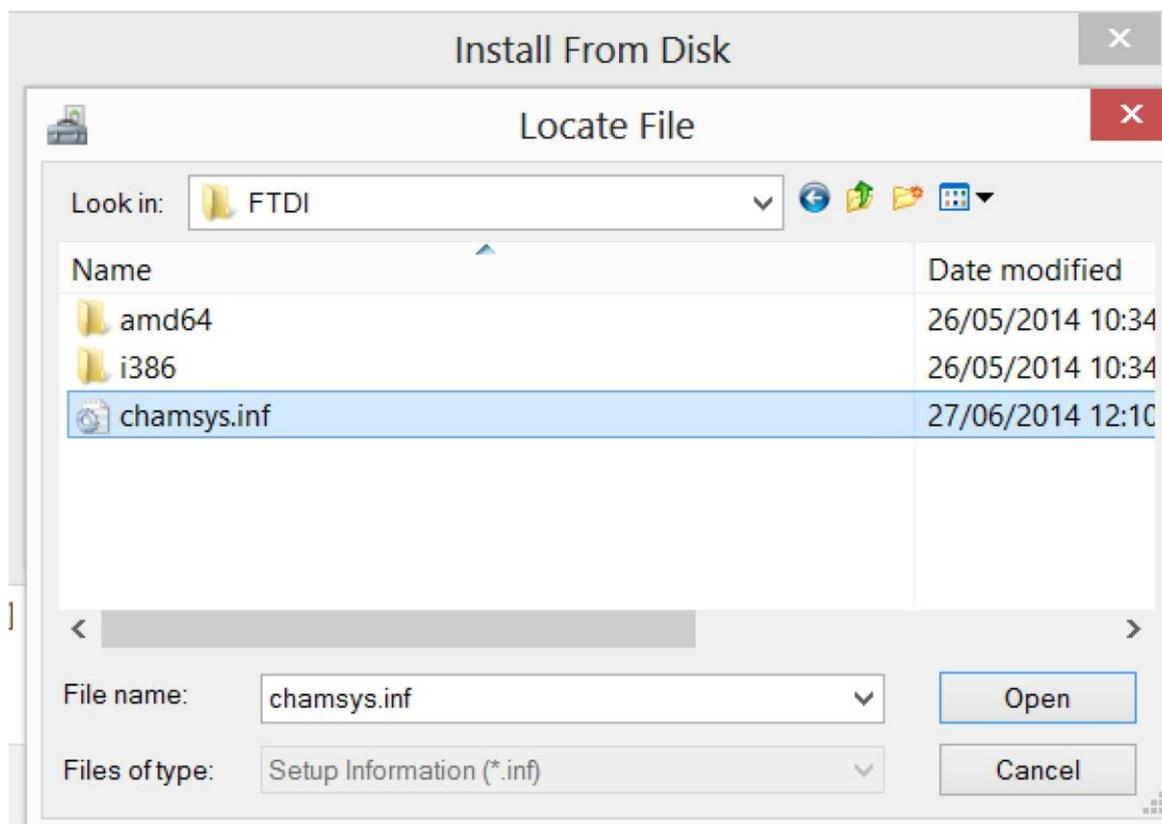 Install From Disk
Locate File
Look in: FTDI
Name Date modified
amd64 26/05/2014 10:34
i386 26/05/2014 10:34
chamsys.inf 27/06/2014 12:10
File name: chamsys.inf Open
Files of type: Setup Information (*.inf) Cancel